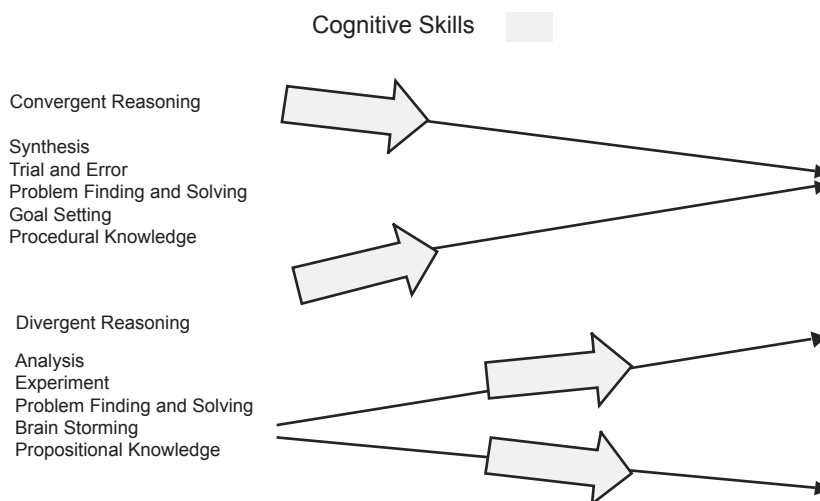 Cognitive Skills
Convergent Reasoning
Synthesis
Trial and Error
Problem Finding and Solving
Goal Setting
Procedural Knowledge
Divergent Reasoning
Analysis
Experiment
Problem Finding and Solving
Brain Storming
Propositional Knowledge